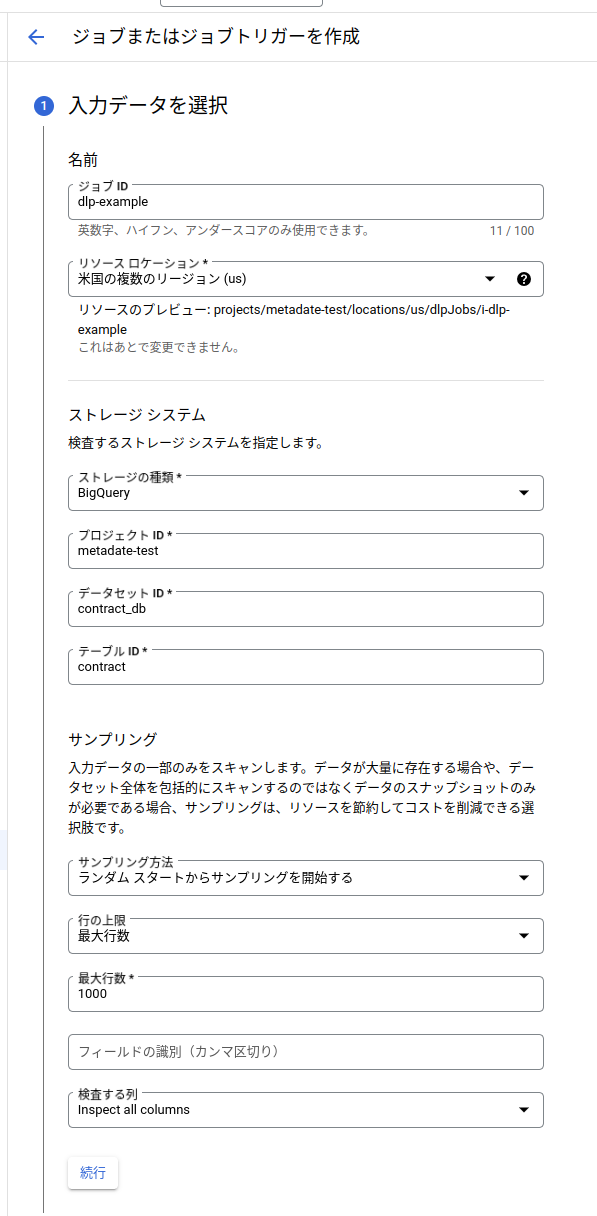 ジョブまたはジョブトリガーを作成
1 入力データを選択
名前
ジョブ ID
dlp-example
英数字、ハイフン、アンダースコアのみ使用できます。 11 / 100
リソース ロケーション *
米国の複数のリージョン (us)
リソースのプレビュー: projects/metadate-test/locations/us/dlpJobs/i-dlp-
example
これはあとで変更できません。
ストレージ システム
検査するストレージ システムを指定します。
ストレージの種類 *
BigQuery
プロジェクト ID *
metadate-test
データセット ID *
contract_db
テーブル ID *
contract
サンプリング
入力データの一部のみをスキャンします。データが大量に存在する場合や、デー
タセット全体を包括的にスキャンするのではなくデータのスナップショットのみ
が必要である場合、サンプリングは、リソースを節約してコストを削減できる選
択肢です。
サンプリング方法
ランダム スタートからサンプリングを開始する
行の上限
最大行数
最大行数 *
1000
フィールドの識別（カンマ区切り）
検査する列
Inspect all columns
続行